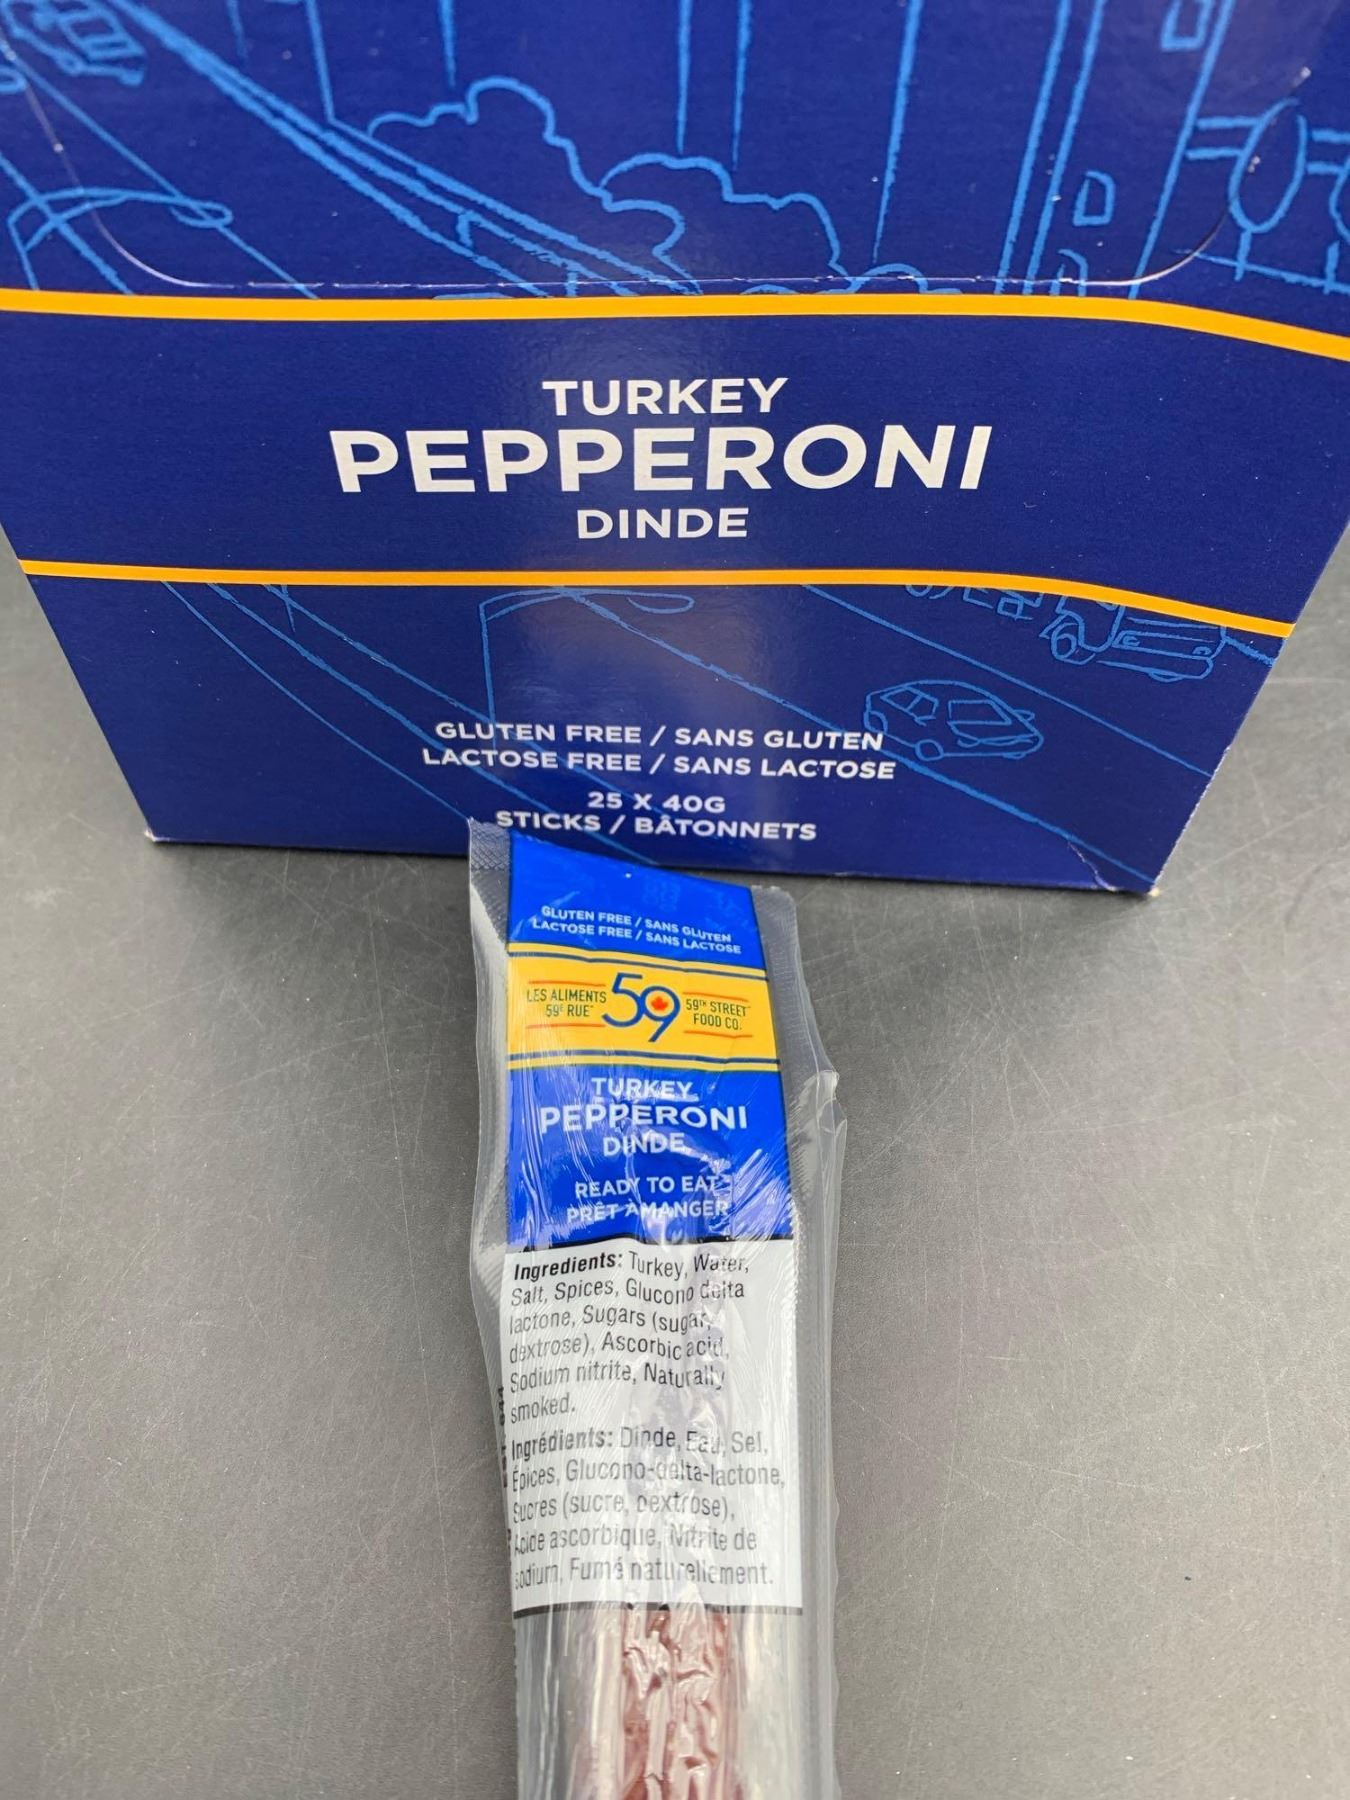 TURKEY
PEPPERONI
DINDE
GLUTEN FREE / SANS GLUTEN
LACTOSE FREE / SANS LACTOSE
25 X 40G
STICKS / BÂTONNETS
GLUTEN FREE / SANS GLUTEN
LACTOSE FREE / SANS LACTOSE
LES ALIMENTS
59E RUE™
59
59TH STREET™
FOOD CO.
TURKEY
PEPPERONI
DINDE
READY TO EAT
PRÊT À MANGER
Ingredients: Turkey, Water,
Salt, Spices, Glucono delta
lactone, Sugars (sugar,
dextrose), Ascorbic acid,
Sodium nitrite, Naturally
smoked.
Ingrédients: Dinde, Eau, Sel,
Épices, Glucono-delta-lactone,
Sucres (sucre, dextrose),
Acide ascorbique, Nitrite de
sodium, Fumé naturellement.